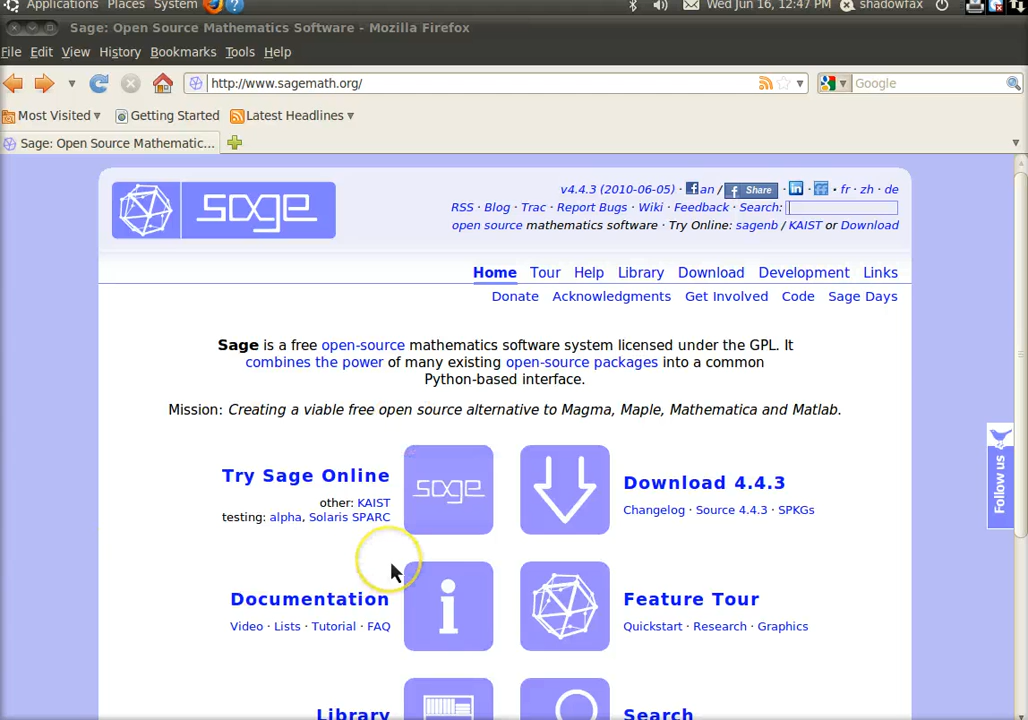 Applications Places System Wed Jun 16, 12:47 PM shadowfax
Sage: Open Source Mathematics Software - Mozilla Firefox
File Edit View History Bookmarks Tools Help
http://www.sagemath.org/ Google
Most Visited Getting Started Latest Headlines
Sage: Open Source Mathematic...
sage
v4.4.3 (2010-06-05) · an / Share · in · fr · zh · de
RSS · Blog · Trac · Report Bugs · Wiki · Feedback · Search:
open source mathematics software · Try Online: sagenb / KAIST or Download
Home Tour Help Library Download Development Links
Donate Acknowledgments Get Involved Code Sage Days
Sage is a free open-source mathematics software system licensed under the GPL. It
combines the power of many existing open-source packages into a common
Python-based interface.
Mission: Creating a viable free open source alternative to Magma, Maple, Mathematica and Matlab.
Try Sage Online
other: KAIST
testing: alpha, Solaris SPARC
sage
Download 4.4.3
Changelog · Source 4.4.3 · SPKGs
Follow us
Documentation
Video · Lists · Tutorial · FAQ
i
Feature Tour
Quickstart · Research · Graphics
Library
Search